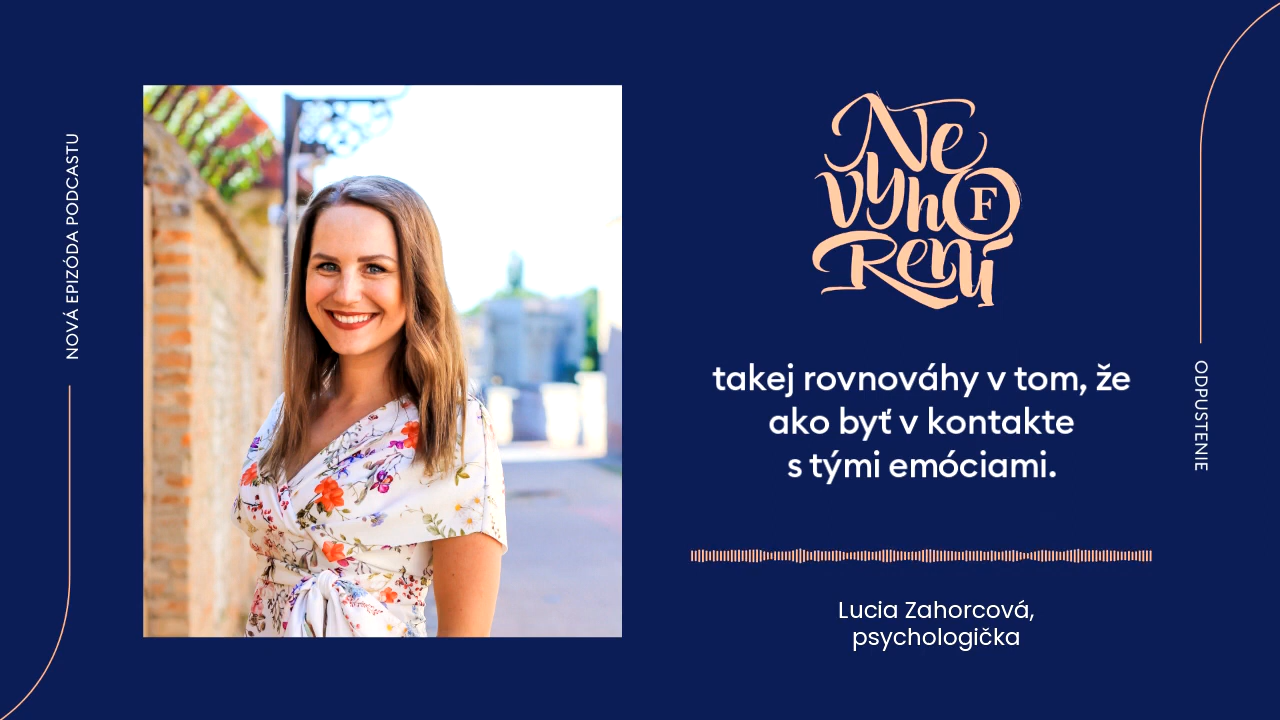 NOVÁ EPIZÓDA PODCASTU
Ne
vyhO
F
Rení
takej rovnováhy v tom, že
ako byť v kontakte
s tými emóciami.
Lucia Zahorcová,
psychologička
ODPUSTENIE